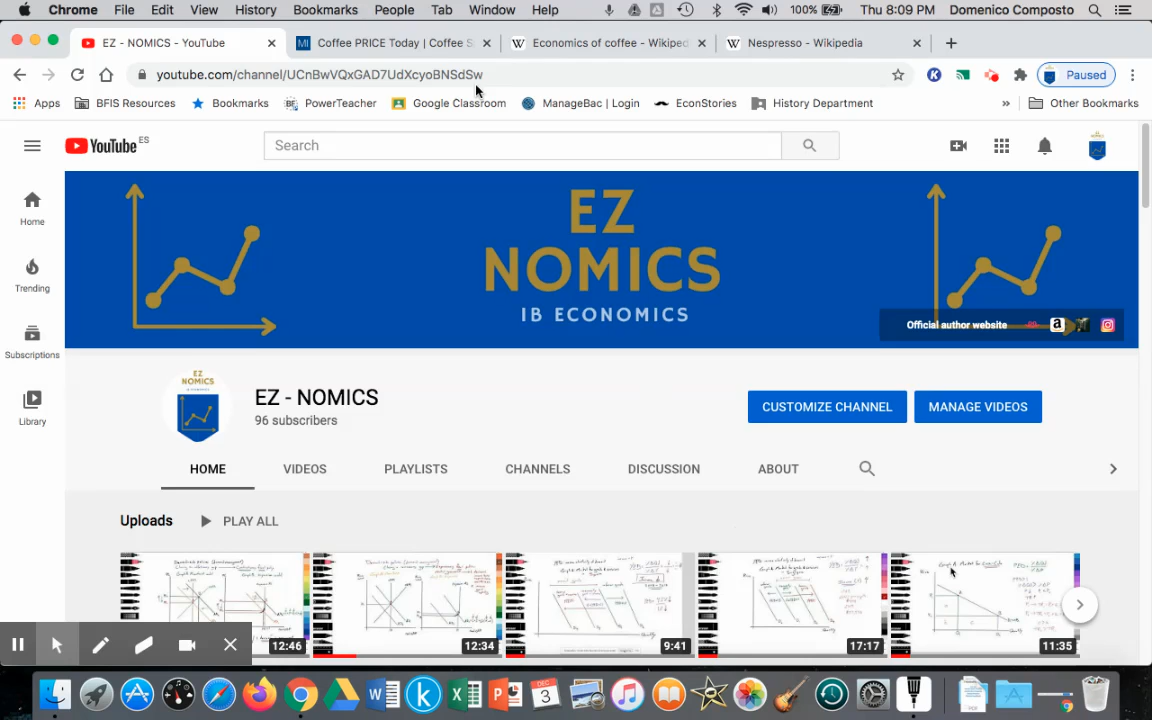 Chrome File Edit View History Bookmarks People Tab Window Help 100% Thu 8:09 PM Domenico Composto
EZ - NOMICS - YouTube Coffee PRICE Today | Coffee S Economics of coffee - Wikiped Nespresso - Wikipedia
youtube.com/channel/UCnBwVQxGAD7UdXcyoBNSdSw Paused
Apps BFIS Resources Bookmarks PowerTeacher Google Classroom ManageBac | Login EconStories History Department » Other Bookmarks
YouTube ES Search
EZ
NOMICS
IB ECONOMICS
Official author website
Home
Trending
Subscriptions
Library
EZ
NOMICS
EZ - NOMICS
96 subscribers
CUSTOMIZE CHANNEL MANAGE VIDEOS
HOME VIDEOS PLAYLISTS CHANNELS DISCUSSION ABOUT
Uploads PLAY ALL
12:46 12:34 9:41 17:17 11:35
DEC
3